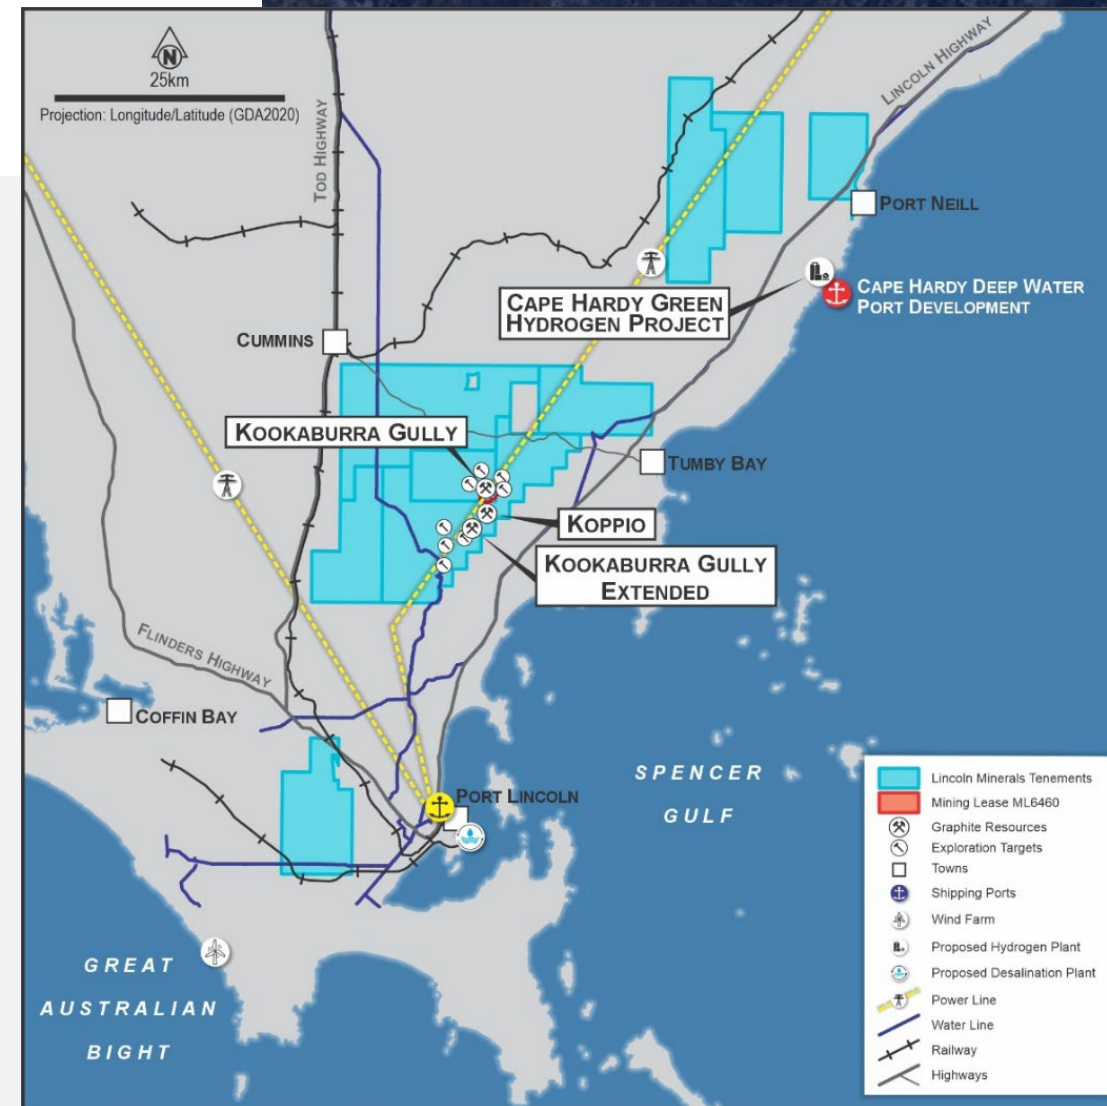 N
25km
Projection: Longitude/Latitude (GDA2020)
TOD HIGHWAY
LINCOLN HIGHWAY
PORT NEILL
CAPE HARDY DEEP WATER
PORT DEVELOPMENT
CAPE HARDY GREEN
HYDROGEN PROJECT
CUMMINS
KOOKABURRA GULLY
TUMBY BAY
KOPPIO
KOOKABURRA GULLY
EXTENDED
FLINDERS HIGHWAY
COFFIN BAY
SPENCER
GULF
PORT LINCOLN
GREAT
AUSTRALIAN
BIGHT
Lincoln Minerals Tenements
Mining Lease ML6460
Graphite Resources
Exploration Targets
Towns
Shipping Ports
Wind Farm
Proposed Hydrogen Plant
Proposed Desalination Plant
Power Line
Water Line
Railway
Highways